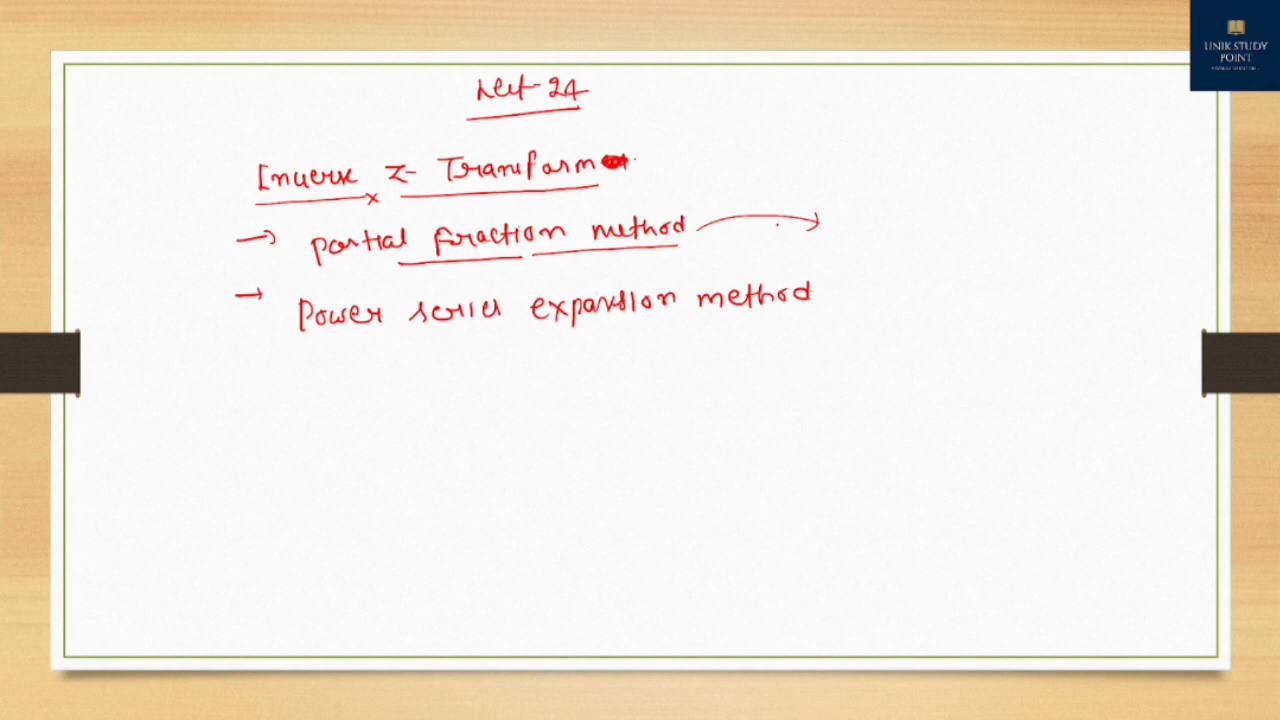 Lect-24
Inverse Z- Transform
→ Partial fraction method →
→ Power series expansion method
UNIK STUDY
POINT